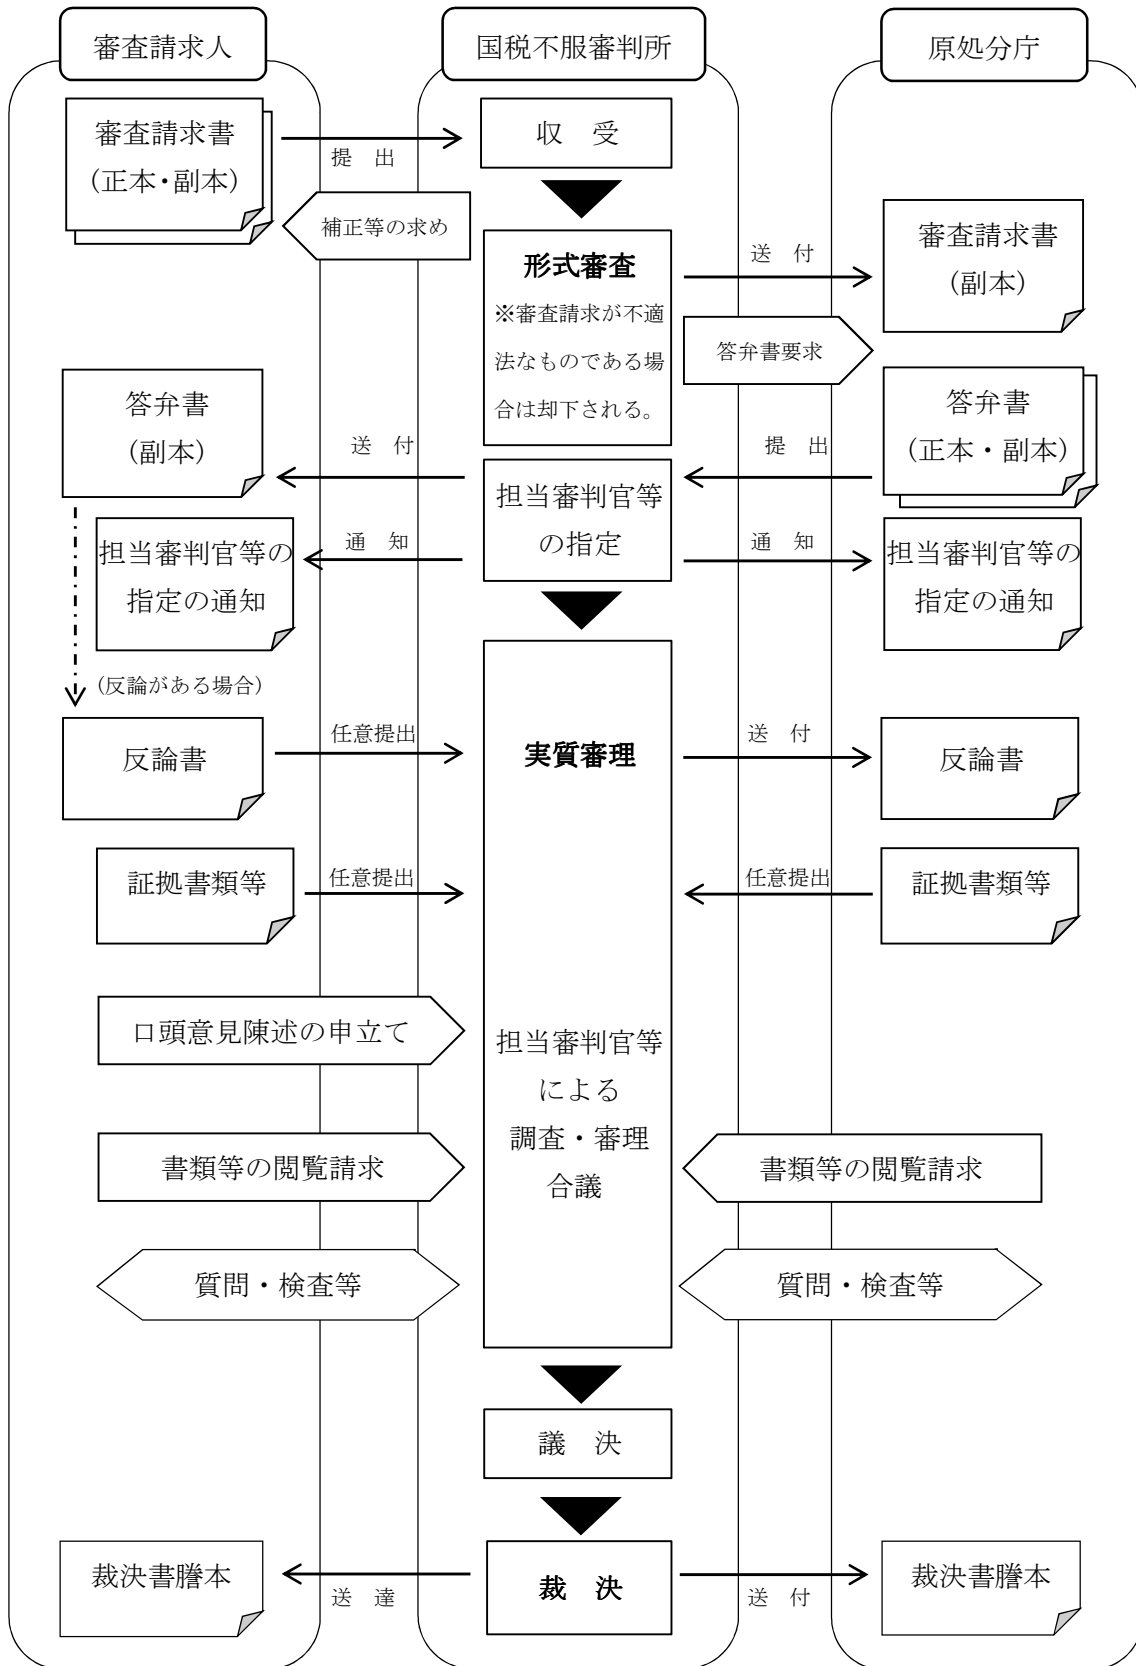 審査請求人
国税不服審判所
原処分庁
審査請求書
（正本・副本）
提　出
収　受
補正等の求め
形式審査
※審査請求が不適
法なものである場
合は却下される。
送　付
審査請求書
（副本）
答弁書要求
答弁書
（副本）
送　付
提　出
答弁書
（正本・副本）
担当審判官等
の指定
通　知
通　知
担当審判官等の
指定の通知
担当審判官等の
指定の通知
（反論がある場合）
反論書
任意提出
実質審理
送　付
反論書
証拠書類等
任意提出
任意提出
証拠書類等
口頭意見陳述の申立て
担当審判官等
による
調査・審理
合議
書類等の閲覧請求
書類等の閲覧請求
質問・検査等
質問・検査等
議　決
裁決書謄本
送　達
裁　決
送　付
裁決書謄本